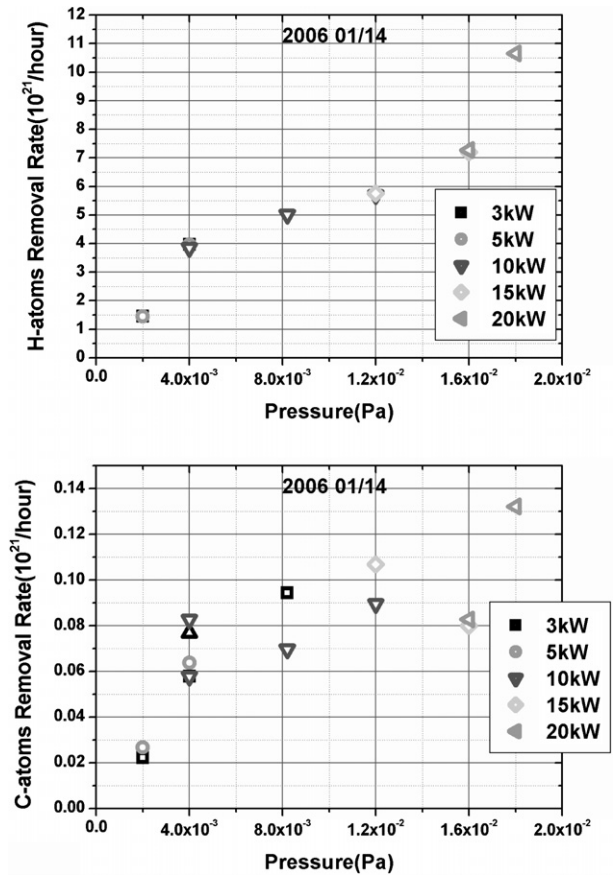 2006 01/14
12
11
10
9
8
7
6
5
4
3
2
1
0
H-atoms Removal Rate(10²¹/hour)
3kW
5kW
10kW
15kW
20kW
0.0 4.0x10⁻³ 8.0x10⁻³ 1.2x10⁻² 1.6x10⁻² 2.0x10⁻²
Pressure(Pa)
2006 01/14
0.14
0.12
0.10
0.08
0.06
0.04
0.02
0.00
C-atoms Removal Rate(10²¹/hour)
3kW
5kW
10kW
15kW
20kW
0.0 4.0x10⁻³ 8.0x10⁻³ 1.2x10⁻² 1.6x10⁻² 2.0x10⁻²
Pressure(Pa)